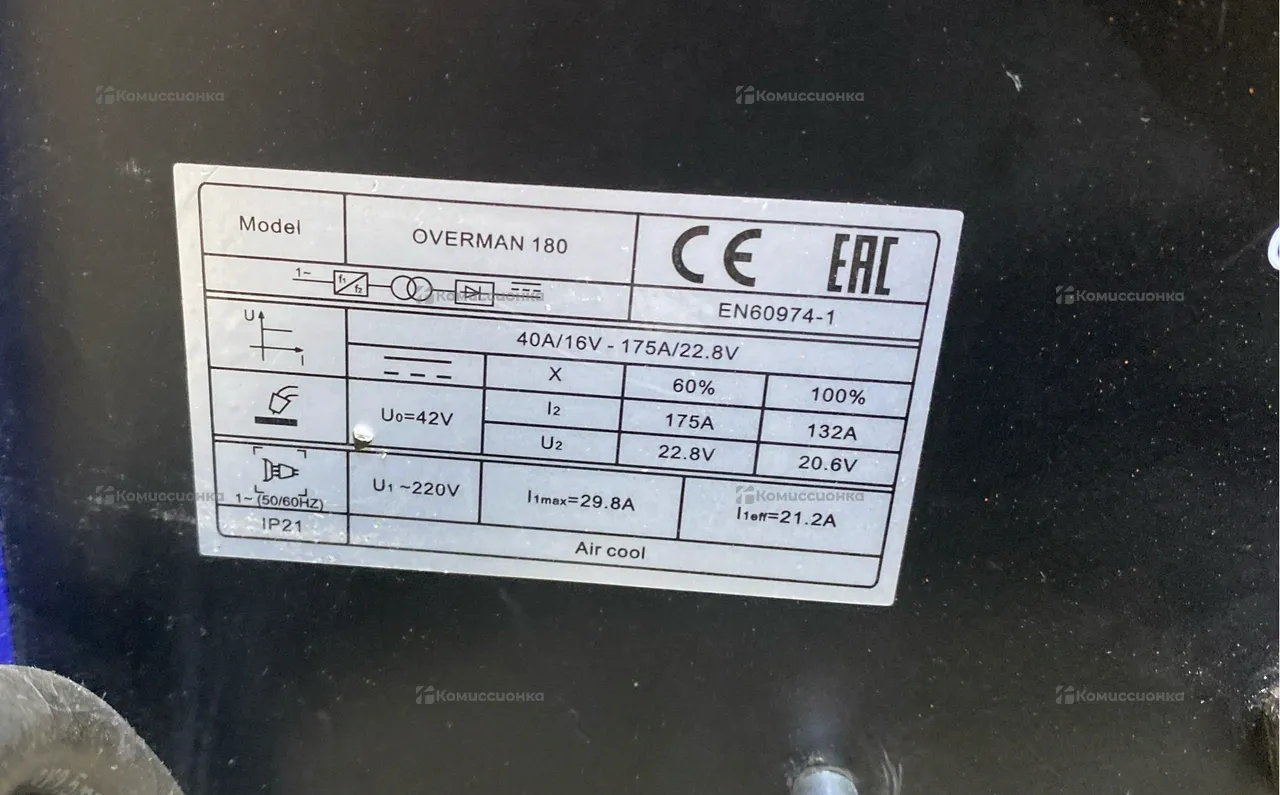 Комиссионка
Комиссионка
Model
OVERMAN 180
CE EAC
1~ f1 f2
Комиссионка
EN60974-1
Комиссионка
U I
40A/16V - 175A/22.8V
X 60% 100%
U0=42V
I2 175A 132A
U2 22.8V 20.6V
Комиссионка
1~ (50/60HZ)
U1 ~220V
I1max=29.8A
Комиссионка
I1eff=21.2A
IP21
Air cool
Комиссионка
Комиссионка